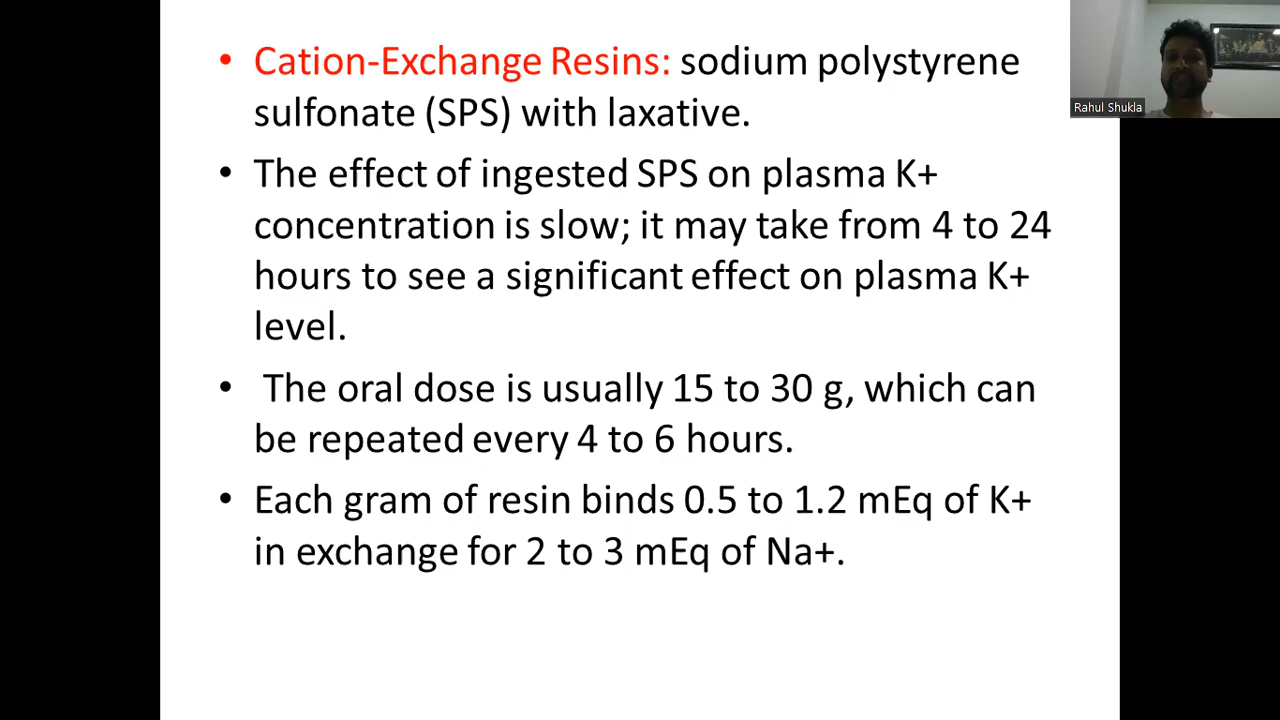 • Cation-Exchange Resins: sodium polystyrene
sulfonate (SPS) with laxative.
• The effect of ingested SPS on plasma K+
concentration is slow; it may take from 4 to 24
hours to see a significant effect on plasma K+
level.
• The oral dose is usually 15 to 30 g, which can
be repeated every 4 to 6 hours.
• Each gram of resin binds 0.5 to 1.2 mEq of K+
in exchange for 2 to 3 mEq of Na+.
Rahul Shukla